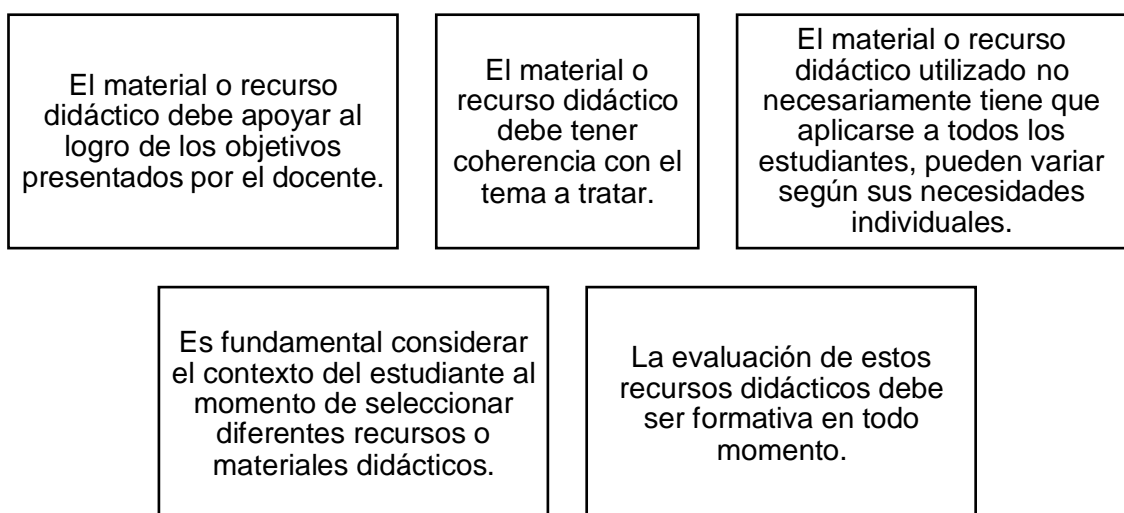 El material o recurso
didáctico debe apoyar al
logro de los objetivos
presentados por el docente.
El material o
recurso didáctico
debe tener
coherencia con el
tema a tratar.
El material o recurso
didáctico utilizado no
necesariamente tiene que
aplicarse a todos los
estudiantes, pueden variar
según sus necesidades
individuales.
Es fundamental considerar
el contexto del estudiante al
momento de seleccionar
diferentes recursos o
materiales didácticos.
La evaluación de estos
recursos didácticos debe
ser formativa en todo
momento.